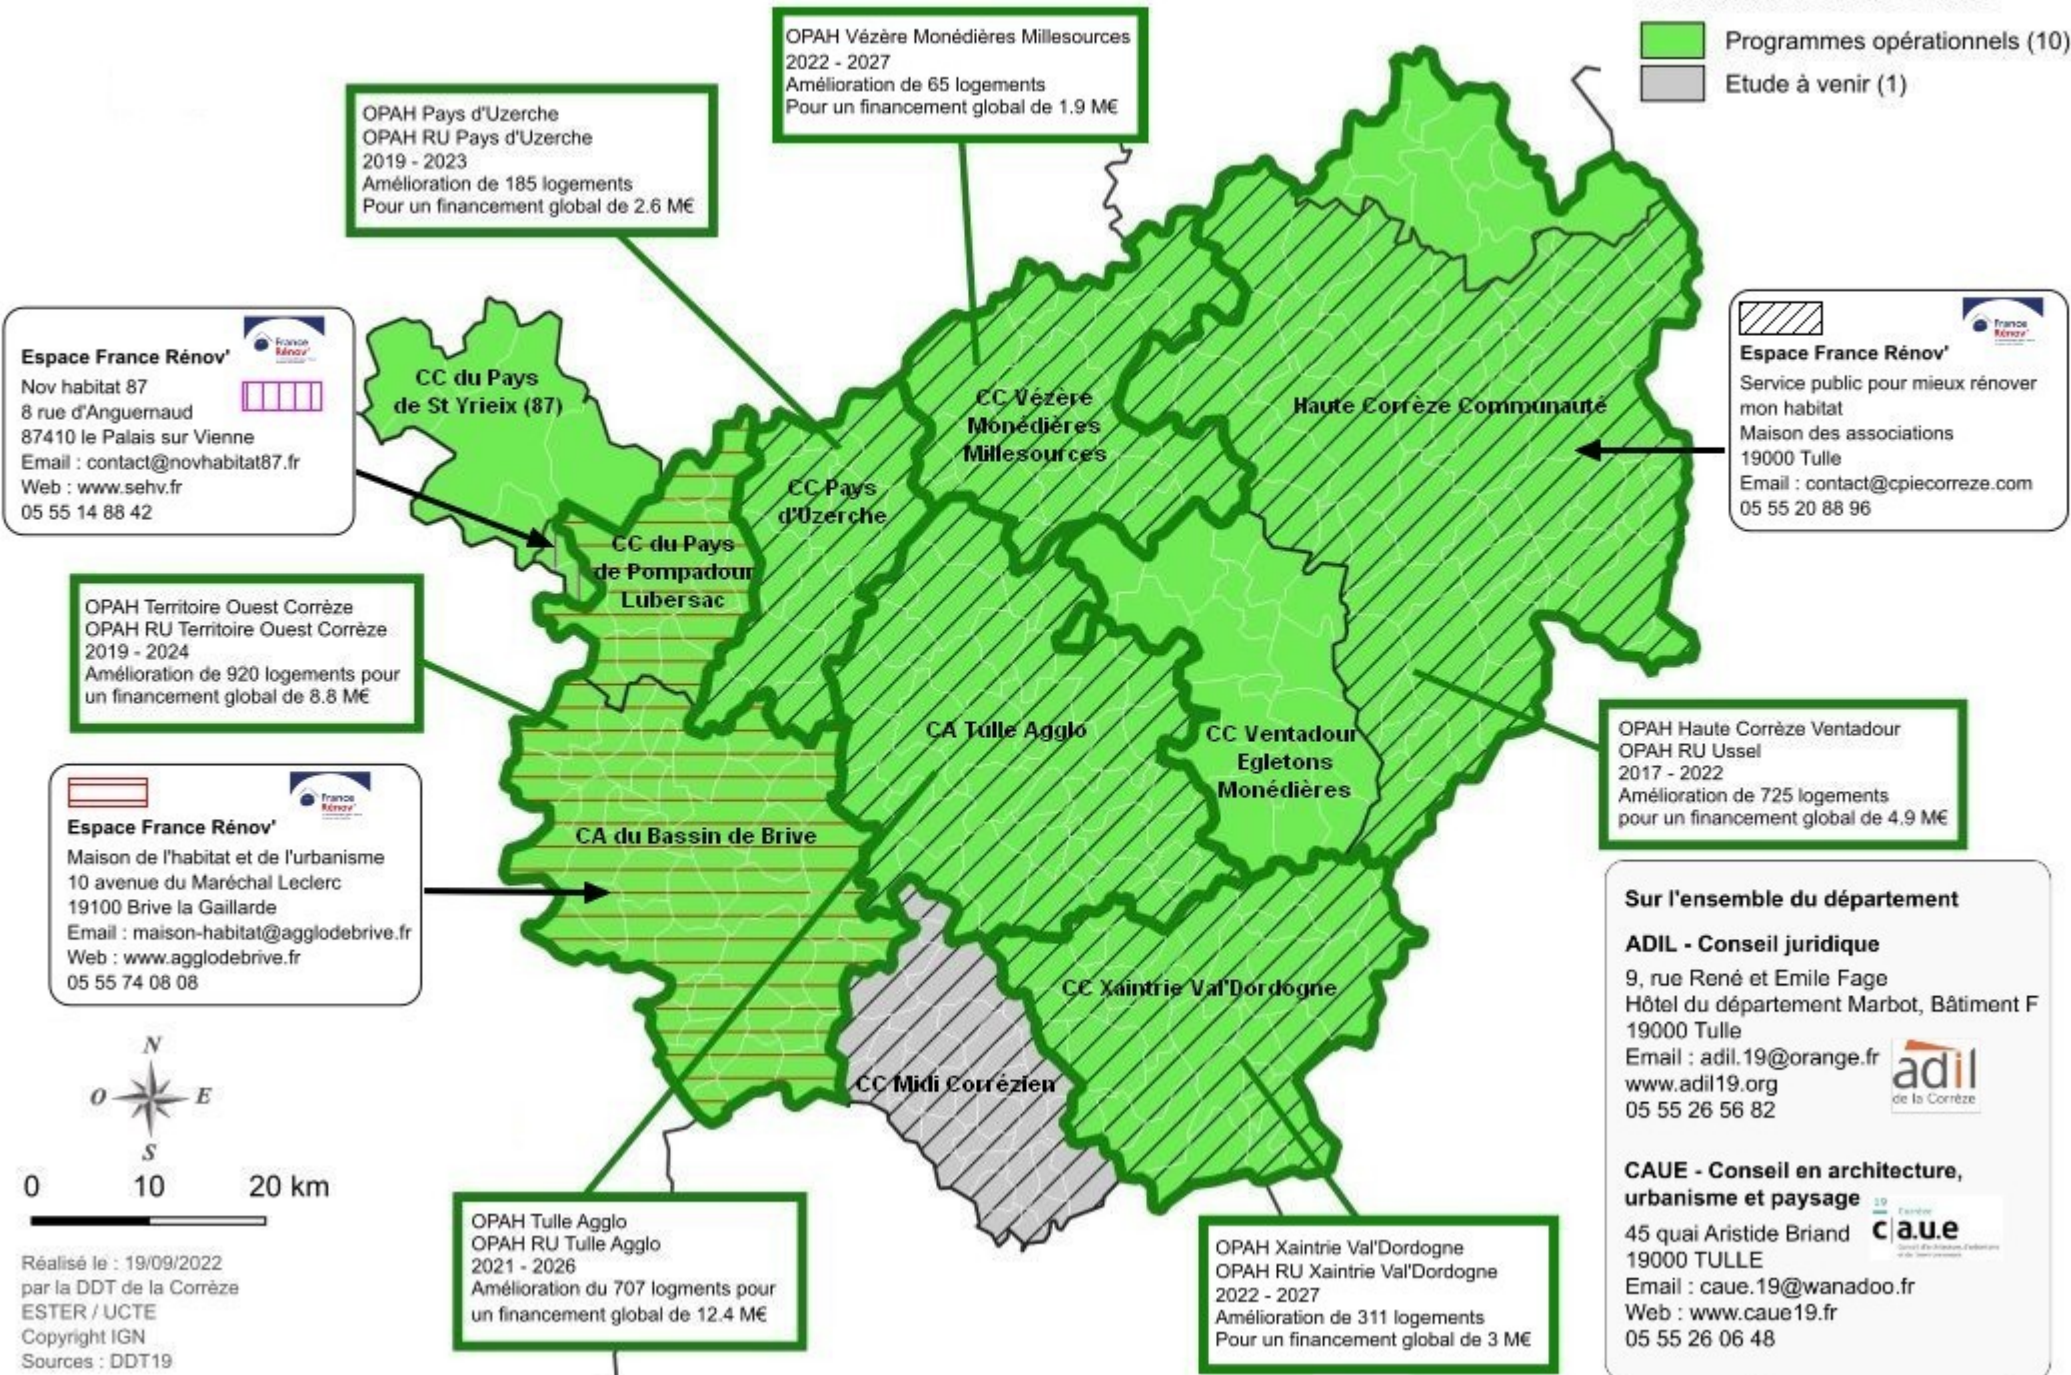 Programmes opérationnels (10)
Etude à venir (1)
OPAH Vézère Monédières Millesources
2022 - 2027
Amélioration de 65 logements
Pour un financement global de 1.9 M€
OPAH Pays d'Uzerche
OPAH RU Pays d'Uzerche
2019 - 2023
Amélioration de 185 logements
Pour un financement global de 2.6 M€
Espace France Rénov'
France
Rénov'
Nov habitat 87
8 rue d'Anguernaud
87410 le Palais sur Vienne
Email : contact@novhabitat87.fr
Web : www.sehv.fr
05 55 14 88 42
France
Rénov'
Espace France Rénov'
Service public pour mieux rénover
mon habitat
Maison des associations
19000 Tulle
Email : contact@cpiecorreze.com
05 55 20 88 96
CC du Pays
de St Yrieix (87)
CC Vézère
Monédières
Millesources
Haute Corrèze Communauté
CC Pays
d'Uzerche
CC du Pays
de Pompadour
Lubersac
OPAH Territoire Ouest Corrèze
OPAH RU Territoire Ouest Corrèze
2019 - 2024
Amélioration de 920 logements pour
un financement global de 8.8 M€
CA Tulle Agglo
CC Ventadour
Egletons
Monédières
OPAH Haute Corrèze Ventadour
OPAH RU Ussel
2017 - 2022
Amélioration de 725 logements
pour un financement global de 4.9 M€
France
Rénov'
Espace France Rénov'
Maison de l'habitat et de l'urbanisme
10 avenue du Maréchal Leclerc
19100 Brive la Gaillarde
Email : maison-habitat@agglodebrive.fr
Web : www.agglodebrive.fr
05 55 74 08 08
CA du Bassin de Brive
CC Xaintrie Val'Dordogne
CC Midi Corrézien
Sur l'ensemble du département
ADIL - Conseil juridique
9, rue René et Emile Fage
Hôtel du département Marbot, Bâtiment F
19000 Tulle
Email : adil.19@orange.fr
www.adil19.org
05 55 26 56 82
adil
de la Corrèze
CAUE - Conseil en architecture,
urbanisme et paysage
45 quai Aristide Briand
19000 TULLE
Email : caue.19@wanadoo.fr
Web : www.caue19.fr
05 55 26 06 48
19
c|a.u.e
N
O E
S
0 10 20 km
Réalisé le : 19/09/2022
par la DDT de la Corrèze
ESTER / UCTE
Copyright IGN
Sources : DDT19
OPAH Tulle Agglo
OPAH RU Tulle Agglo
2021 - 2026
Amélioration du 707 logments pour
un financement global de 12.4 M€
OPAH Xaintrie Val'Dordogne
OPAH RU Xaintrie Val'Dordogne
2022 - 2027
Amélioration de 311 logements
Pour un financement global de 3 M€